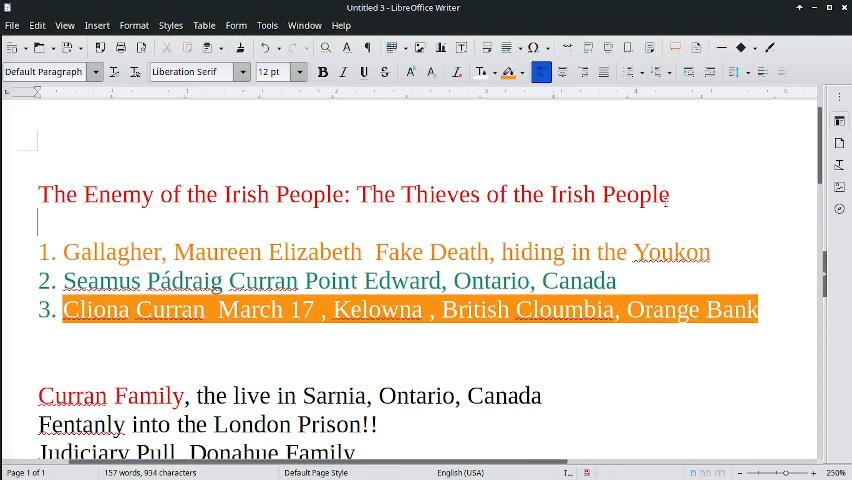 Untitled 3 - LibreOffice Writer
File Edit View Insert Format Styles Table Form Tools Window Help
Default Paragraph Liberation Serif 12 pt
The Enemy of the Irish People: The Thieves of the Irish People
1. Gallagher, Maureen Elizabeth Fake Death, hiding in the Youkon
2. Seamus Pádraig Curran Point Edward, Ontario, Canada
3. Cliona Curran March 17 , Kelowna , British Cloumbia, Orange Bank
Curran Family, the live in Sarnia, Ontario, Canada
Fentanly into the London Prison!!
Judiciary Pull Donahue Family
Page 1 of 1 157 words, 934 characters Default Page Style English (USA) 250%